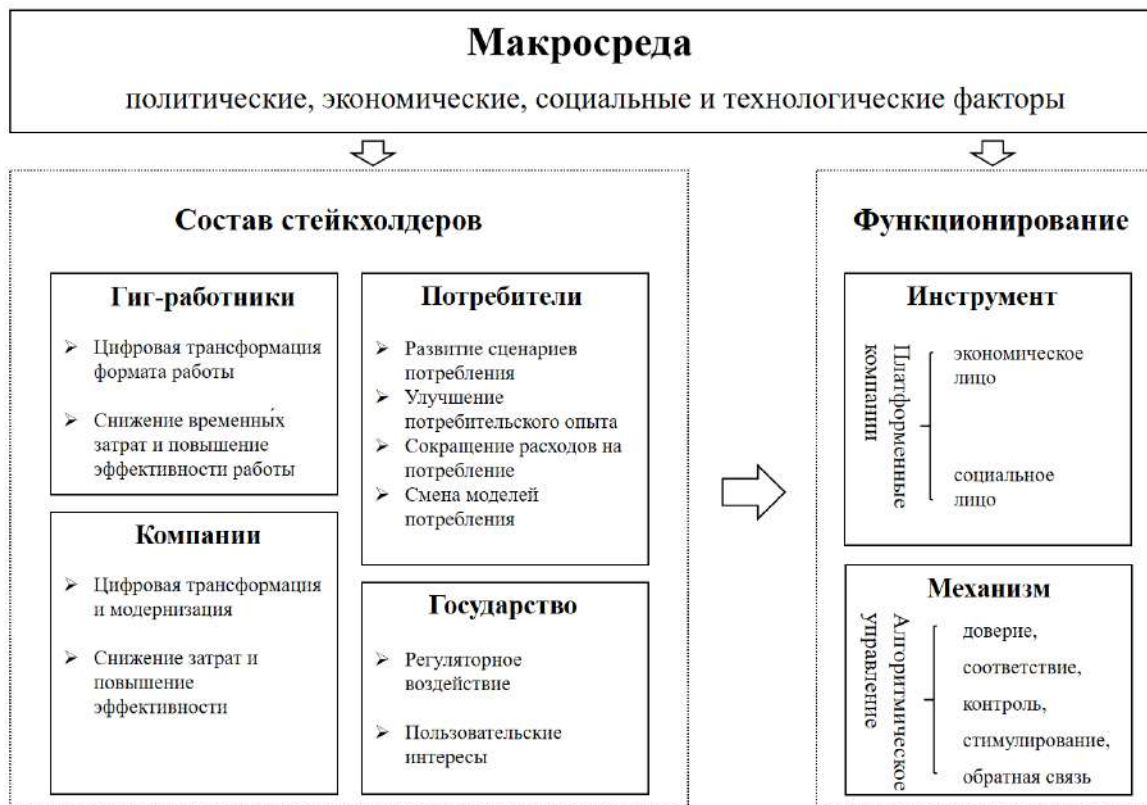 Макросреда
политические, экономические, социальные и технологические факторы
Состав стейкхолдеров
Гиг-работники
➢ Цифровая трансформация
формата работы
➢ Снижение временны́х
затрат и повышение
эффективности работы
Потребители
➢ Развитие сценариев
потребления
➢ Улучшение
потребительского опыта
➢ Сокращение расходов на
потребление
➢ Смена моделей
потребления
Компании
➢ Цифровая трансформация
и модернизация
➢ Снижение затрат и
повышение
эффективности
Государство
➢ Регуляторное
воздействие
➢ Пользовательские
интересы
Функционирование
Инструмент
Платформенные
компании
экономическое
лицо
социальное
лицо
Механизм
Алгоритмическое
управление
доверие,
соответствие,
контроль,
стимулирование,
обратная связь